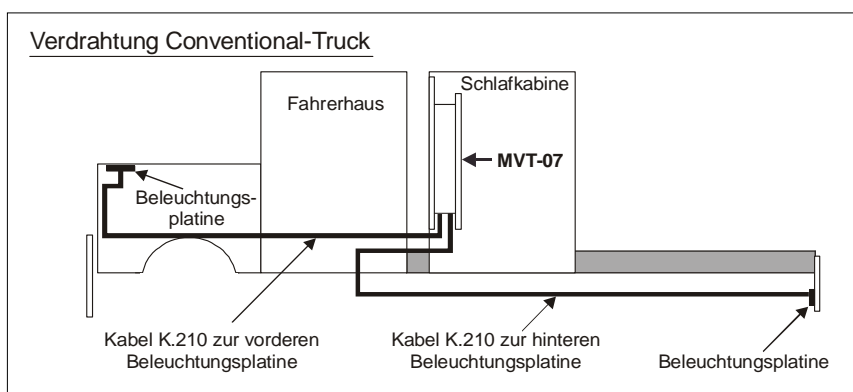 Verdrahtung Conventional-Truck
Fahrerhaus
Schlafkabine
MVT-07
Beleuchtungs-
platine
Kabel K.210 zur vorderen
Beleuchtungsplatine
Kabel K.210 zur hinteren
Beleuchtungsplatine
Beleuchtungsplatine